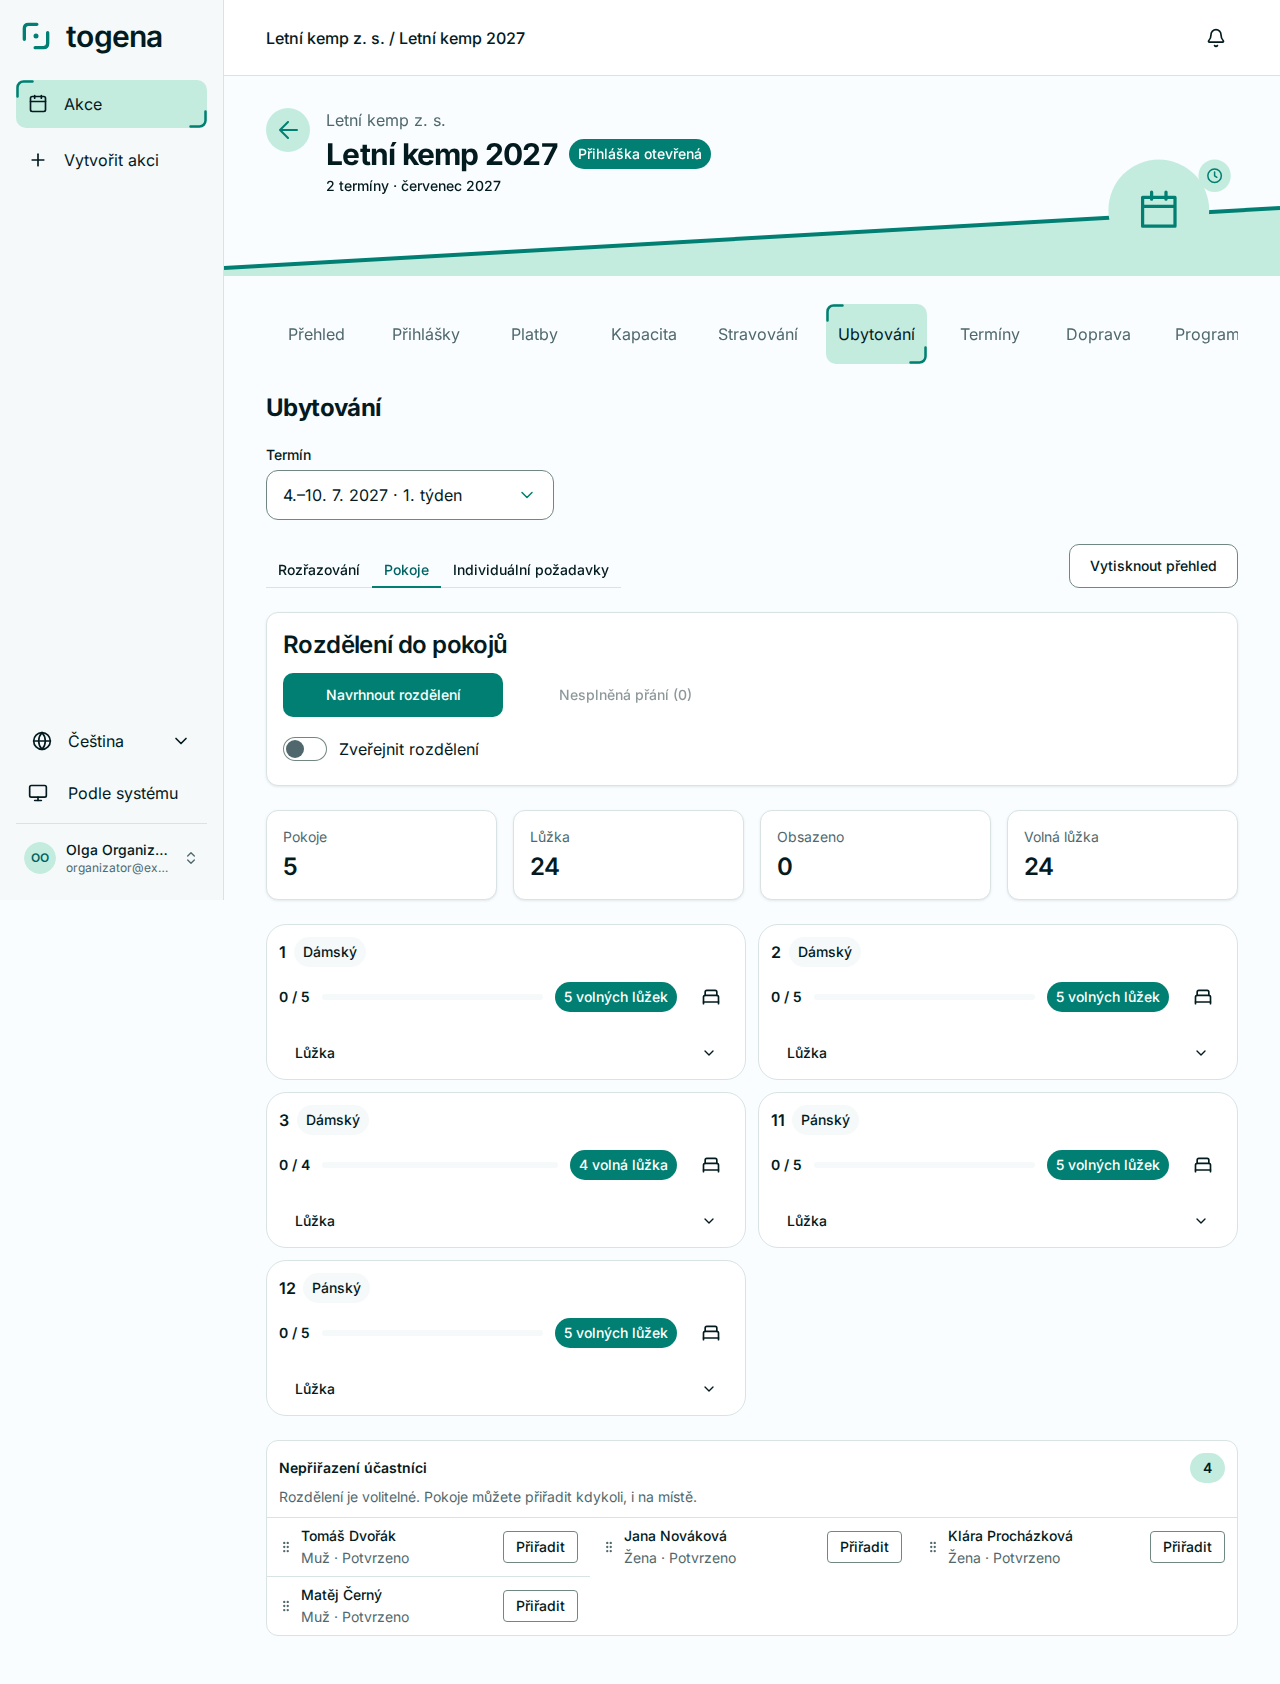 togena
Akce
Vytvořit akci
Čeština
Podle systému
OO
Olga Organiz...
organizator@ex...
Letní kemp z. s. / Letní kemp 2027
Letní kemp z. s.
Letní kemp 2027
Přihláška otevřená
2 termíny · červenec 2027
Přehled
Přihlášky
Platby
Kapacita
Stravování
Ubytování
Termíny
Doprava
Program
Ubytování
Termín
4.–10. 7. 2027 · 1. týden
Rozřazování
Pokoje
Individuální požadavky
Vytisknout přehled
Rozdělení do pokojů
Navrhnout rozdělení
Nesplněná přání (0)
Zveřejnit rozdělení
Pokoje
5
Lůžka
24
Obsazeno
0
Volná lůžka
24
1 Dámský
0 / 5
5 volných lůžek
Lůžka
2 Dámský
0 / 5
5 volných lůžek
Lůžka
3 Dámský
0 / 4
4 volná lůžka
Lůžka
11 Pánský
0 / 5
5 volných lůžek
Lůžka
12 Pánský
0 / 5
5 volných lůžek
Lůžka
Nepřiřazení účastníci
4
Rozdělení je volitelné. Pokoje můžete přiřadit kdykoli, i na místě.
Tomáš Dvořák
Muž · Potvrzeno
Přiřadit
Jana Nováková
Žena · Potvrzeno
Přiřadit
Klára Procházková
Žena · Potvrzeno
Přiřadit
Matěj Černý
Muž · Potvrzeno
Přiřadit